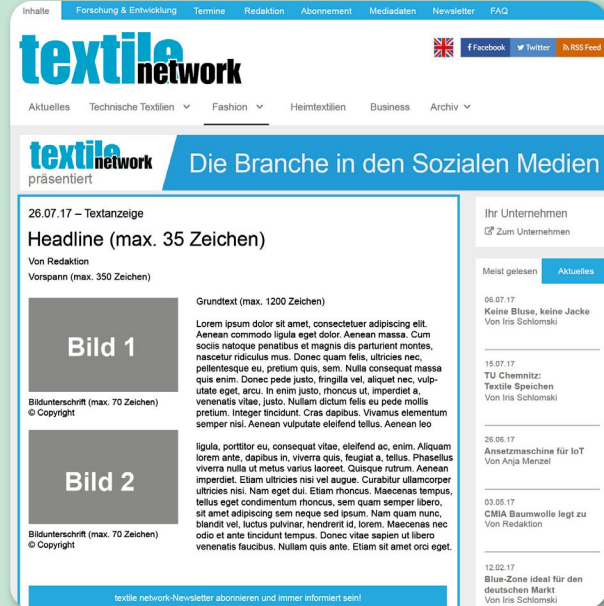 Inhalte Forschung & Entwicklung Termine Redaktion Abonnement Mediadaten Newsletter FAQ
textile network
Facebook Twitter RSS Feed
Aktuelles Technische Textilien Fashion Heimtextilien Business Archiv
textile network
präsentiert
Die Branche in den Sozialen Medien
26.07.17 – Textanzeige
Headline (max. 35 Zeichen)
Von Redaktion
Vorspann (max. 350 Zeichen)
Bild 1
Bildunterschrift (max. 70 Zeichen)
© Copyright
Bild 2
Bildunterschrift (max. 70 Zeichen)
© Copyright
Grundtext (max. 1200 Zeichen)
Lorem ipsum dolor sit amet, consectetuer adipiscing elit.
Aenean commodo ligula eget dolor. Aenean massa. Cum
sociis natoque penatibus et magnis dis parturient montes,
nascetur ridiculus mus. Donec quam felis, ultricies nec,
pellentesque eu, pretium quis, sem. Nulla consequat massa
quis enim. Donec pede justo, fringilla vel, aliquet nec, vulp-
utate eget, arcu. In enim justo, rhoncus ut, imperdiet a,
venenatis vitae, justo. Nullam dictum felis eu pede mollis
pretium. Integer tincidunt. Cras dapibus. Vivamus elementum
semper nisi. Aenean vulputate eleifend tellus. Aenean leo
ligula, porttitor eu, consequat vitae, eleifend ac, enim. Aliquam
lorem ante, dapibus in, viverra quis, feugiat a, tellus. Phasellus
viverra nulla ut metus varius laoreet. Quisque rutrum. Aenean
imperdiet. Etiam ultricies nisi vel augue. Curabitur ullamcorper
ultricies nisi. Nam eget dui. Etiam rhoncus. Maecenas tempus,
tellus eget condimentum rhoncus, sem quam semper libero,
sit amet adipiscing sem neque sed ipsum. Nam quam nunc,
blandit vel, luctus pulvinar, hendrerit id, lorem. Maecenas nec
odio et ante tincidunt tempus. Donec vitae sapien ut libero
venenatis faucibus. Nullam quis ante. Etiam sit amet orci eget.
textile network-Newsletter abonnieren und immer informiert sein!
Ihr Unternehmen
Zum Unternehmen
Meist gelesen Aktuelles
06.07.17
Keine Bluse, keine Jacke
Von Iris Schlomski
15.07.17
TU Chemnitz:
Textile Speichen
Von Iris Schlomski
26.06.17
Ansetzmaschine für IoT
Von Anja Menzel
03.05.17
CMIA Baumwolle legt zu
Von Redaktion
12.02.17
Blue-Zone ideal für den
deutschen Markt
Von Iris Schlomski